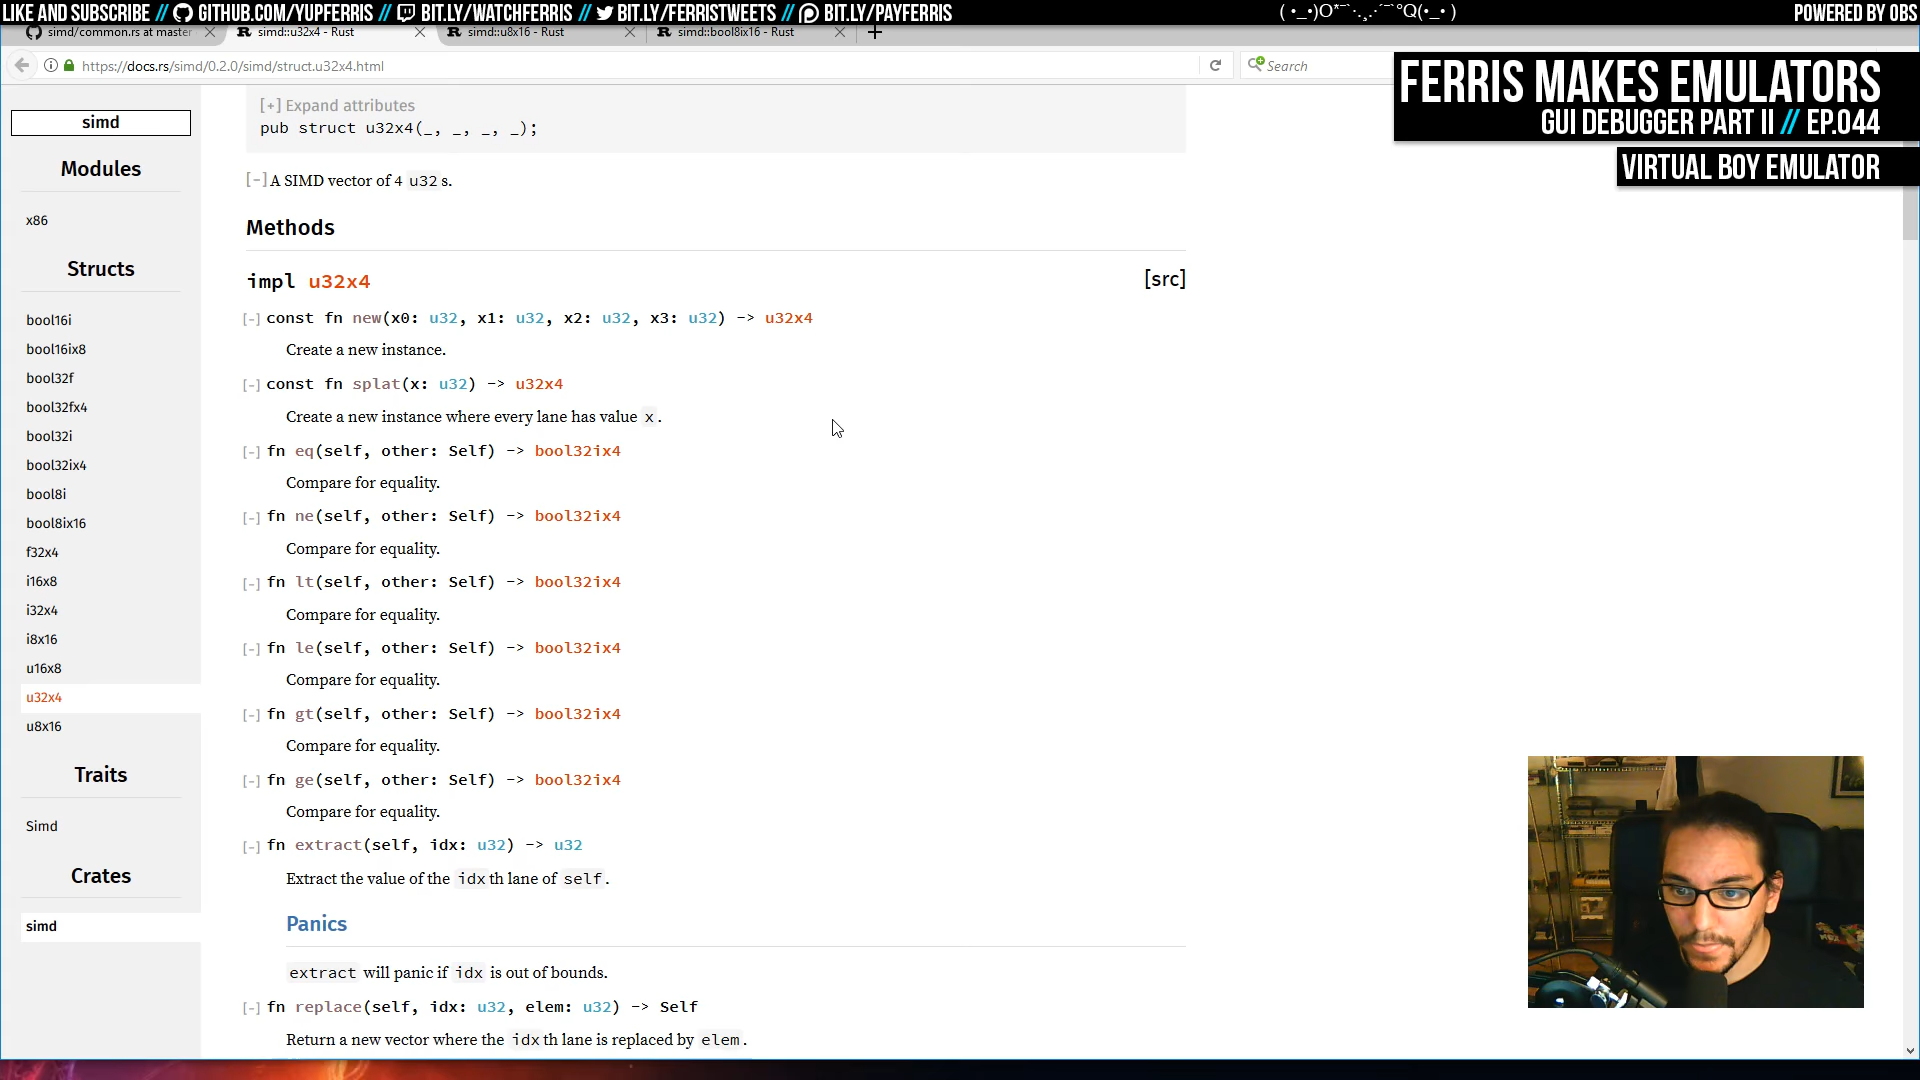 LIKE AND SUBSCRIBE // GITHUB.COM/YUPFERRIS // BIT.LY/WATCHFERRIS // BIT.LY/FERRISTWEETS // BIT.LY/PAYFERRIS
POWERED BY OBS
simd/common.rs at master
simd::u32x4 - Rust
simd::u8x16 - Rust
simd::bool8ix16 - Rust
https://docs.rs/simd/0.2.0/simd/struct.u32x4.html
Search
FERRIS MAKES EMULATORS
GUI DEBUGGER PART II // EP.044
VIRTUAL BOY EMULATOR
simd
Modules
x86
Structs
bool16i
bool16ix8
bool32f
bool32fx4
bool32i
bool32ix4
bool8i
bool8ix16
f32x4
i16x8
i32x4
i8x16
u16x8
u32x4
u8x16
Traits
Simd
Crates
simd
[+] Expand attributes
pub struct u32x4(_, _, _, _);
[-] A SIMD vector of 4 u32 s.
Methods
impl u32x4
[src]
[-] const fn new(x0: u32, x1: u32, x2: u32, x3: u32) -> u32x4
Create a new instance.
[-] const fn splat(x: u32) -> u32x4
Create a new instance where every lane has value x.
[-] fn eq(self, other: Self) -> bool32ix4
Compare for equality.
[-] fn ne(self, other: Self) -> bool32ix4
Compare for equality.
[-] fn lt(self, other: Self) -> bool32ix4
Compare for equality.
[-] fn le(self, other: Self) -> bool32ix4
Compare for equality.
[-] fn gt(self, other: Self) -> bool32ix4
Compare for equality.
[-] fn ge(self, other: Self) -> bool32ix4
Compare for equality.
[-] fn extract(self, idx: u32) -> u32
Extract the value of the idx th lane of self.
Panics
extract will panic if idx is out of bounds.
[-] fn replace(self, idx: u32, elem: u32) -> Self
Return a new vector where the idx th lane is replaced by elem.